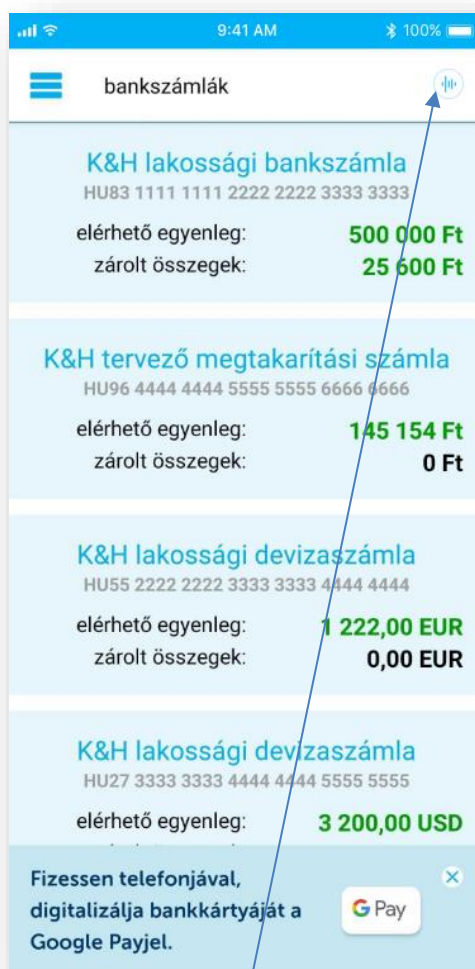 9:41 AM
100%
bankszámlák
K&H lakossági bankszámla
HU83 1111 1111 2222 2222 3333 3333
elérhető egyenleg: 500 000 Ft
zárolt összegek: 25 600 Ft
K&H tervező megtakarítási számla
HU96 4444 4444 5555 5555 6666 6666
elérhető egyenleg: 145 154 Ft
zárolt összegek: 0 Ft
K&H lakossági devizaszámla
HU55 2222 2222 3333 3333 4444 4444
elérhető egyenleg: 1 222,00 EUR
zárolt összegek: 0,00 EUR
K&H lakossági devizaszámla
HU27 3333 3333 4444 4444 5555 5555
elérhető egyenleg: 3 200,00 USD
Fizessen telefonjával,
digitalizálja bankkártyáját a
Google Payjel.
G Pay